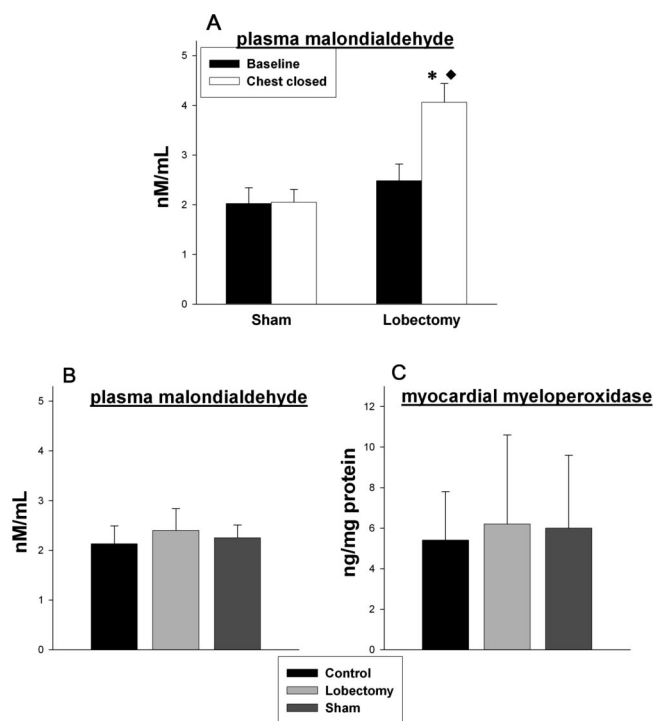 A
plasma malondialdehyde
Baseline
Chest closed
* ◆
5
4
3
2
1
0
nM/mL
Sham Lobectomy
B
plasma malondialdehyde
5
4
3
2
1
0
nM/mL
C
myocardial myeloperoxidase
12
10
8
6
4
2
0
ng/mg protein
Control
Lobectomy
Sham